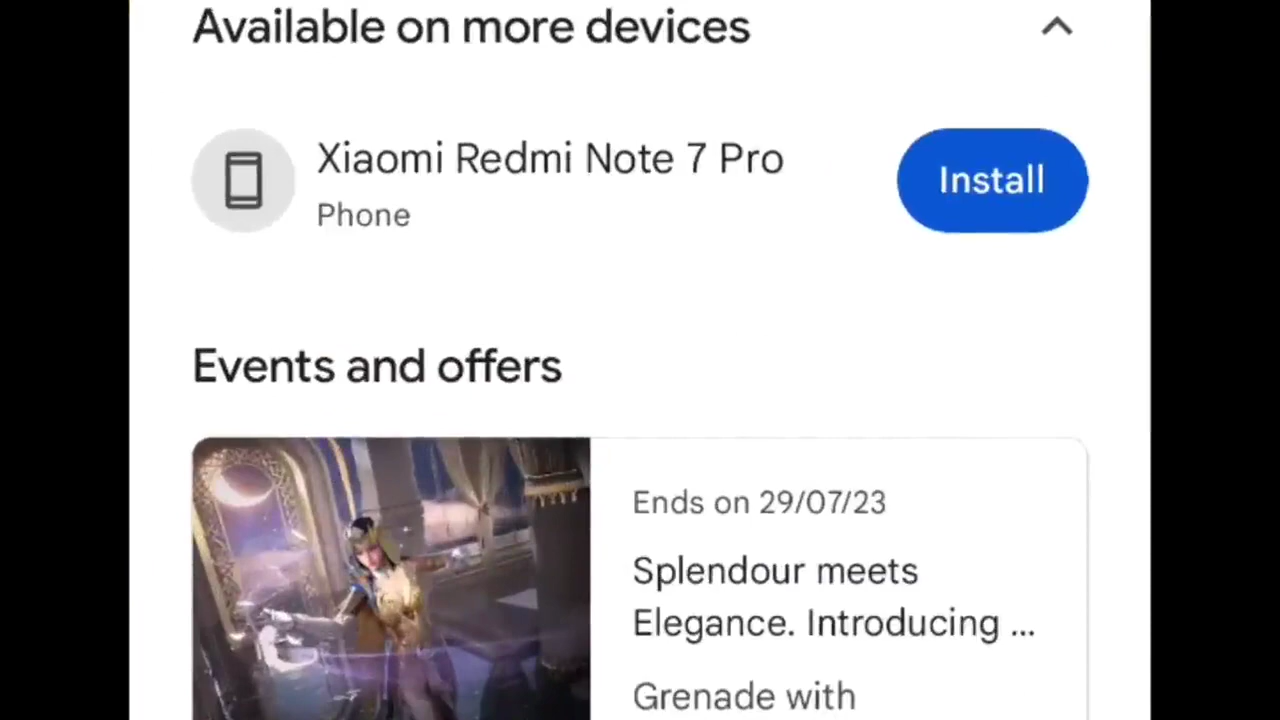 Available on more devices
Xiaomi Redmi Note 7 Pro
Install
Phone
Events and offers
Ends on 29/07/23
Splendour meets
Elegance. Introducing ...
Grenade with